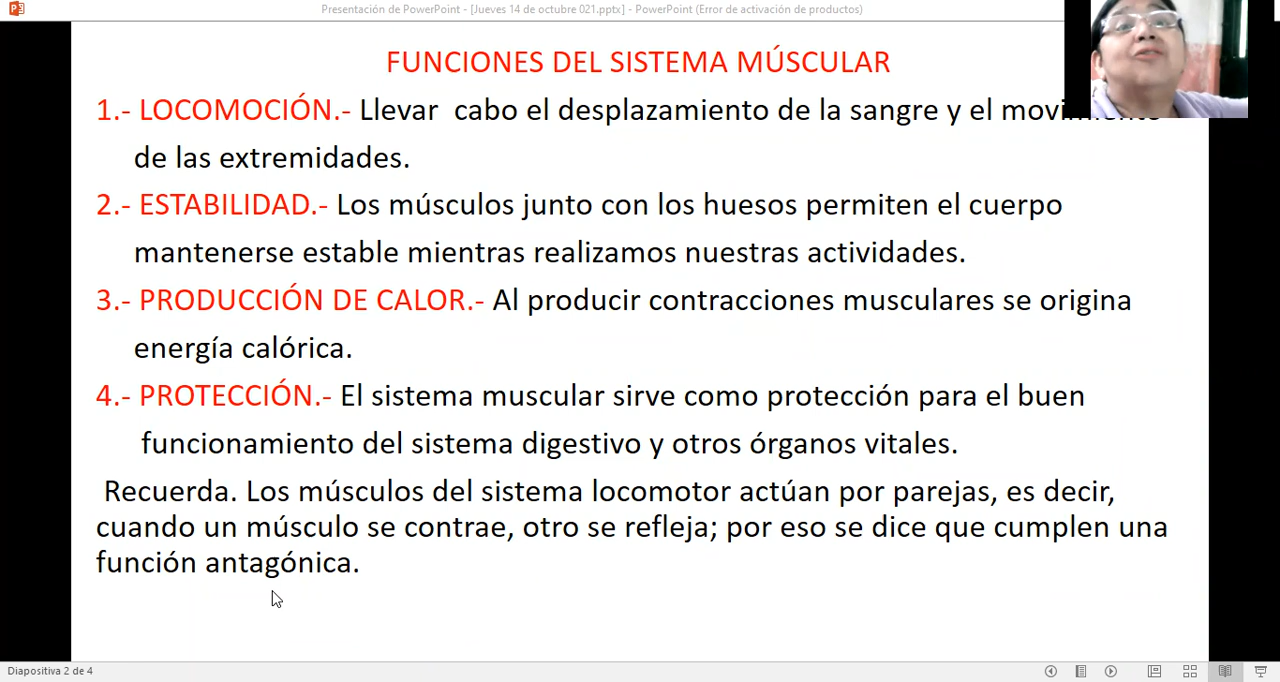 Presentación de PowerPoint - [Jueves 14 de octubre 021.pptx] - PowerPoint (Error de activación de productos)
FUNCIONES DEL SISTEMA MÚSCULAR
1.- LOCOMOCIÓN.- Llevar cabo el desplazamiento de la sangre y el movimiento
de las extremidades.
2.- ESTABILIDAD.- Los músculos junto con los huesos permiten el cuerpo
mantenerse estable mientras realizamos nuestras actividades.
3.- PRODUCCIÓN DE CALOR.- Al producir contracciones musculares se origina
energía calórica.
4.- PROTECCIÓN.- El sistema muscular sirve como protección para el buen
funcionamiento del sistema digestivo y otros órganos vitales.
Recuerda. Los músculos del sistema locomotor actúan por parejas, es decir,
cuando un músculo se contrae, otro se refleja; por eso se dice que cumplen una
función antagónica.
Diapositiva 2 de 4